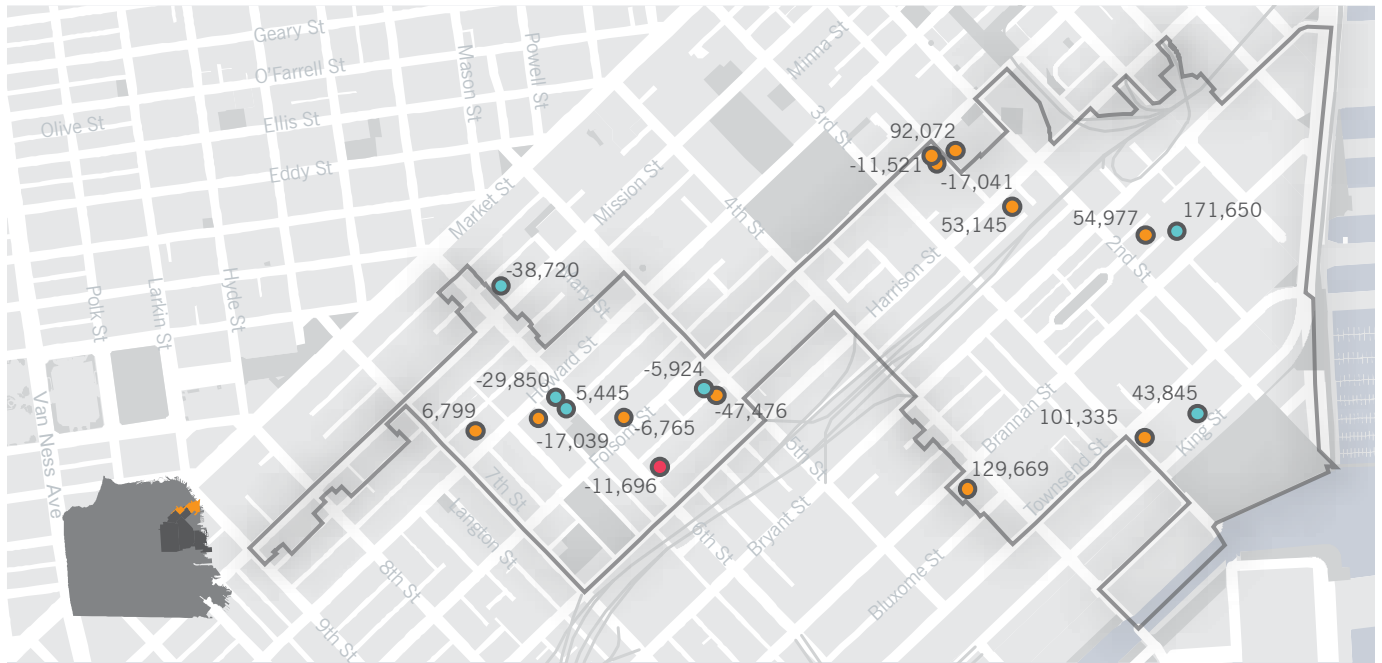 Geary St
O'Farrell St
Olive St
Ellis St
Eddy St
Mason St
Powell St
Minna St
3rd St
92,072
-11,521
-17,041
53,145
54,977
171,650
Market St
Mission St
4th St
2nd St
Harrison St
Polk St
Larkin St
Hyde St
-38,720
Howard St
-29,850
5,445
-5,924
-47,476
6,799
-17,039
-6,765
Folsom St
-11,696
43,845
101,335
King St
Brannan St
Townsend St
129,669
Van Ness Ave
7th St
Langton St
5th St
6th St
Bryant St
8th St
9th St
Bluxome St